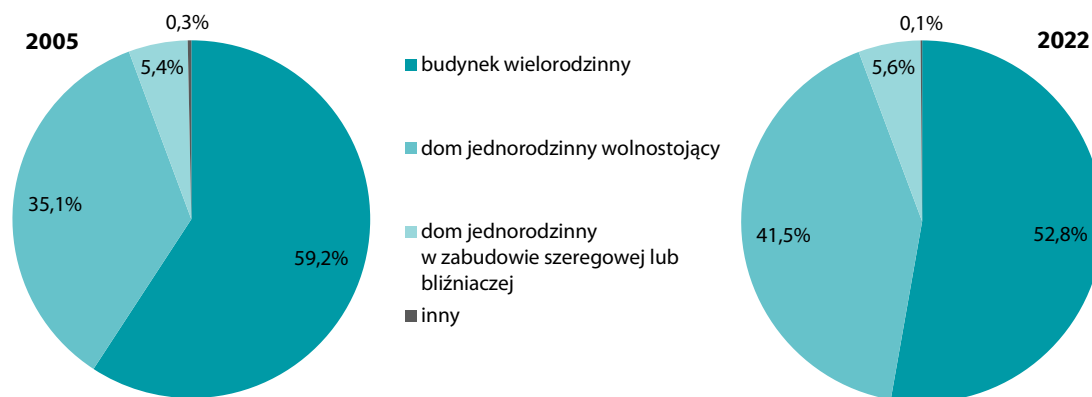 2005
0,3%
5,4%
35,1%
59,2%
budynek wielorodzinny
dom jednorodzinny wolnostojący
dom jednorodzinny
w zabudowie szeregowej lub
bliźniaczej
inny
2022
0,1%
5,6%
41,5%
52,8%